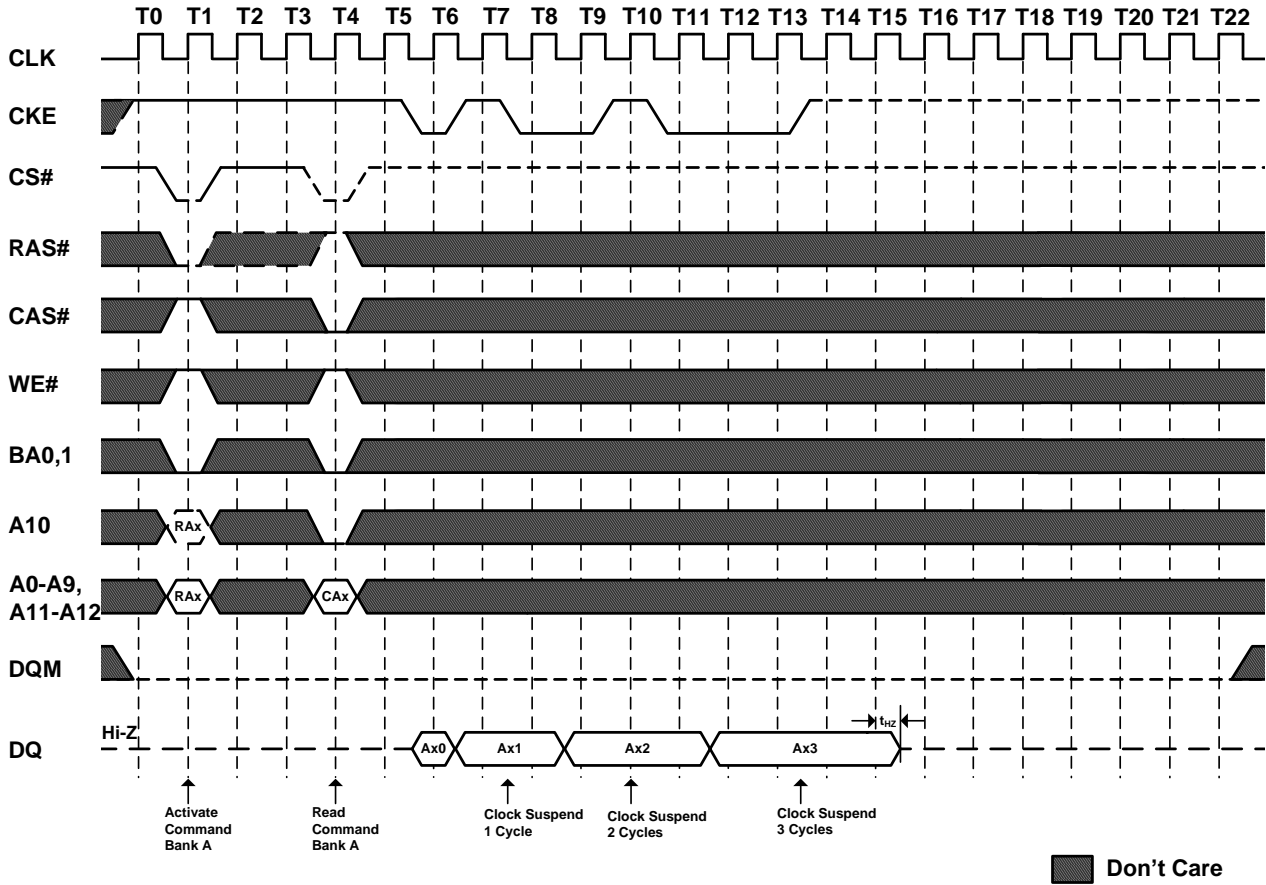 T0 T1 T2 T3 T4 T5 T6 T7 T8 T9 T10 T11 T12 T13 T14 T15 T16 T17 T18 T19 T20 T21 T22
CLK
CKE
CS#
RAS#
CAS#
WE#
BA0,1
A10
RAx
A0-A9,
A11-A12
RAx CAx
DQM
Hi-Z
DQ
Ax0 Ax1 Ax2 Ax3
tHZ
Activate
Command
Bank A
Read
Command
Bank A
Clock Suspend
1 Cycle
Clock Suspend
2 Cycles
Clock Suspend
3 Cycles
Don't Care